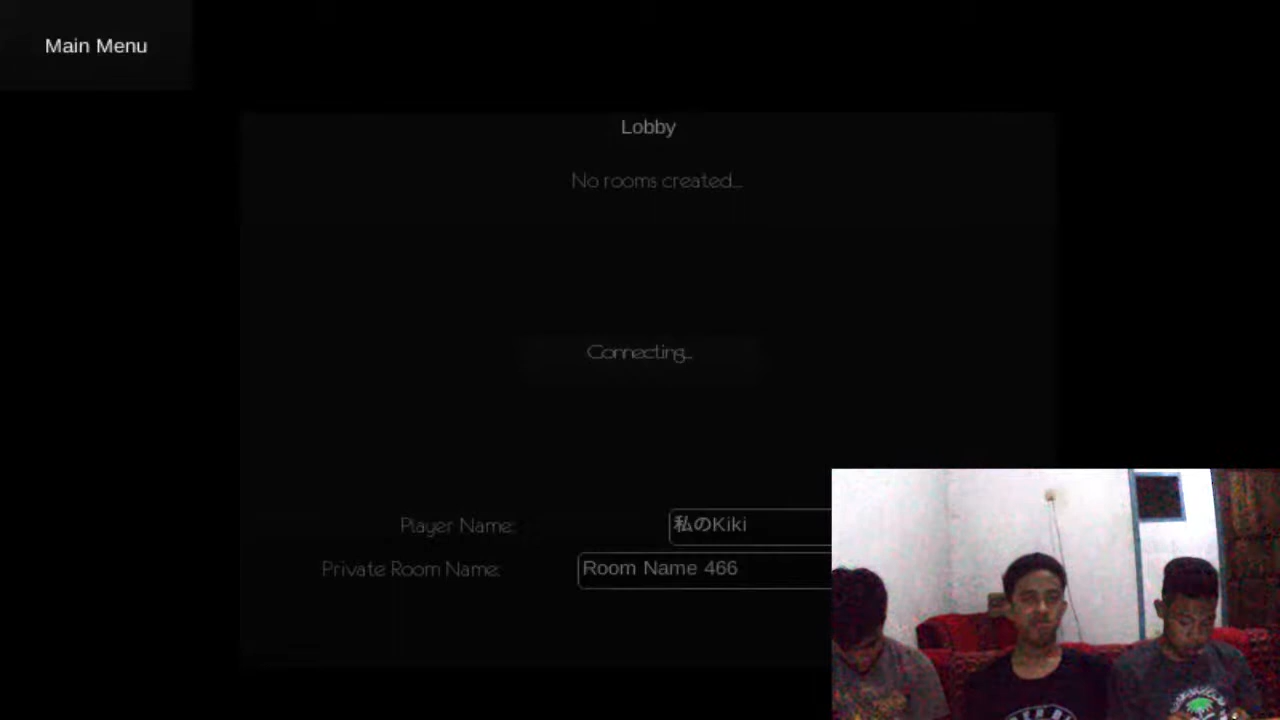 Main Menu
Lobby
No rooms created...
Connecting...
Player Name:
私のKiki
Private Room Name:
Room Name 466